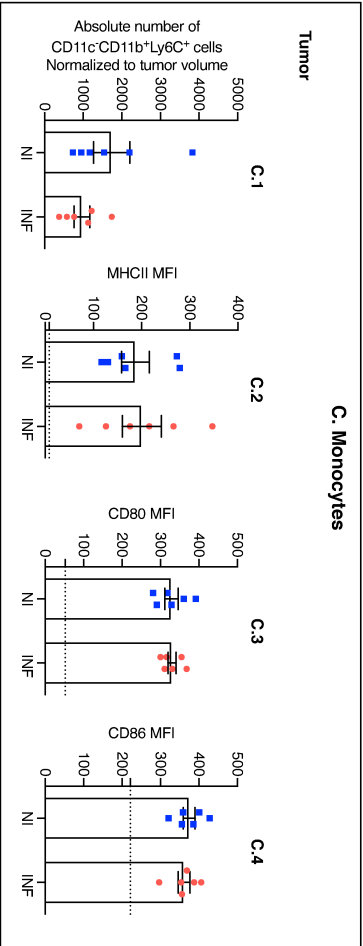 C. Monocytes
Tumor
C.1
Absolute number of
CD11c-CD11b+Ly6C+ cells
Normalized to tumor volume
5000
4000
3000
2000
1000
0
NI
INF
C.2
MHCII MFI
400
300
200
100
0
NI
INF
C.3
CD80 MFI
500
400
300
200
100
0
NI
INF
C.4
CD86 MFI
500
400
300
200
100
0
NI
INF